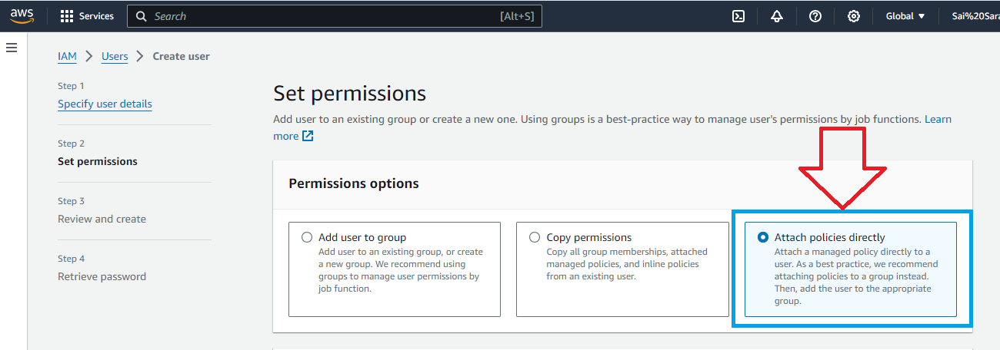 aws
Services
Search
[Alt+S]
Global
Sai%20Sara
IAM
Users
Create user
Step 1
Specify user details
Step 2
Set permissions
Step 3
Review and create
Step 4
Retrieve password
Set permissions
Add user to an existing group or create a new one. Using groups is a best-practice way to manage user's permissions by job functions. Learn
more
Permissions options
Add user to group
Add user to an existing group, or create
a new group. We recommend using
groups to manage user permissions by
job function.
Copy permissions
Copy all group memberships, attached
managed policies, and inline policies
from an existing user.
Attach policies directly
Attach a managed policy directly to a
user. As a best practice, we recommend
attaching policies to a group instead.
Then, add the user to the appropriate
group.